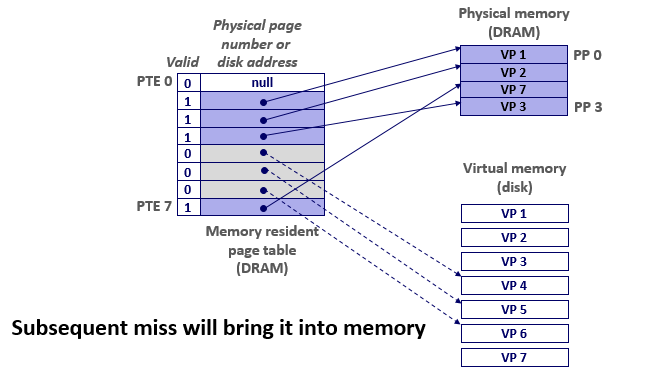 Physical page
number or
disk address
Valid
PTE 0
0
null
1
1
1
0
0
0
PTE 7
1
Memory resident
page table
(DRAM)
Physical memory
(DRAM)
VP 1
PP 0
VP 2
VP 7
VP 3
PP 3
Virtual memory
(disk)
VP 1
VP 2
VP 3
VP 4
VP 5
VP 6
VP 7
Subsequent miss will bring it into memory